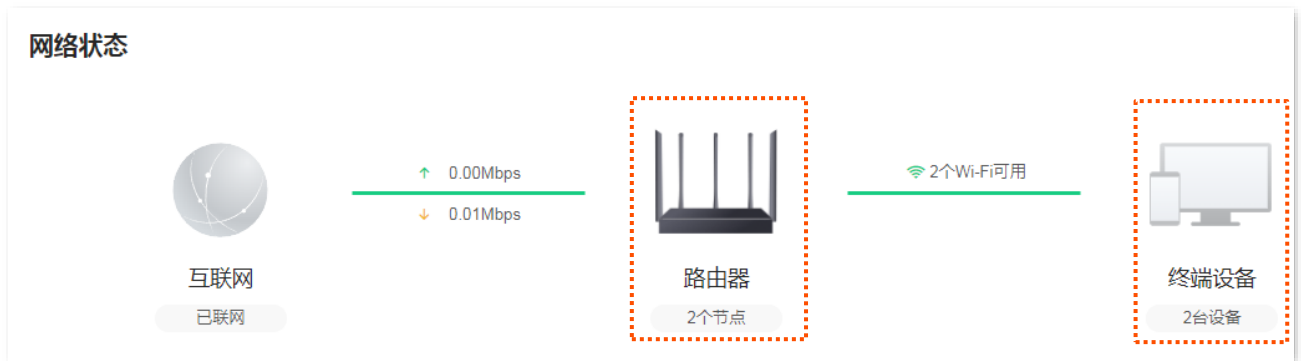 网络状态
0.00Mbps
0.01Mbps
2个Wi-Fi可用
互联网
路由器
终端设备
已联网
2个节点
2台设备